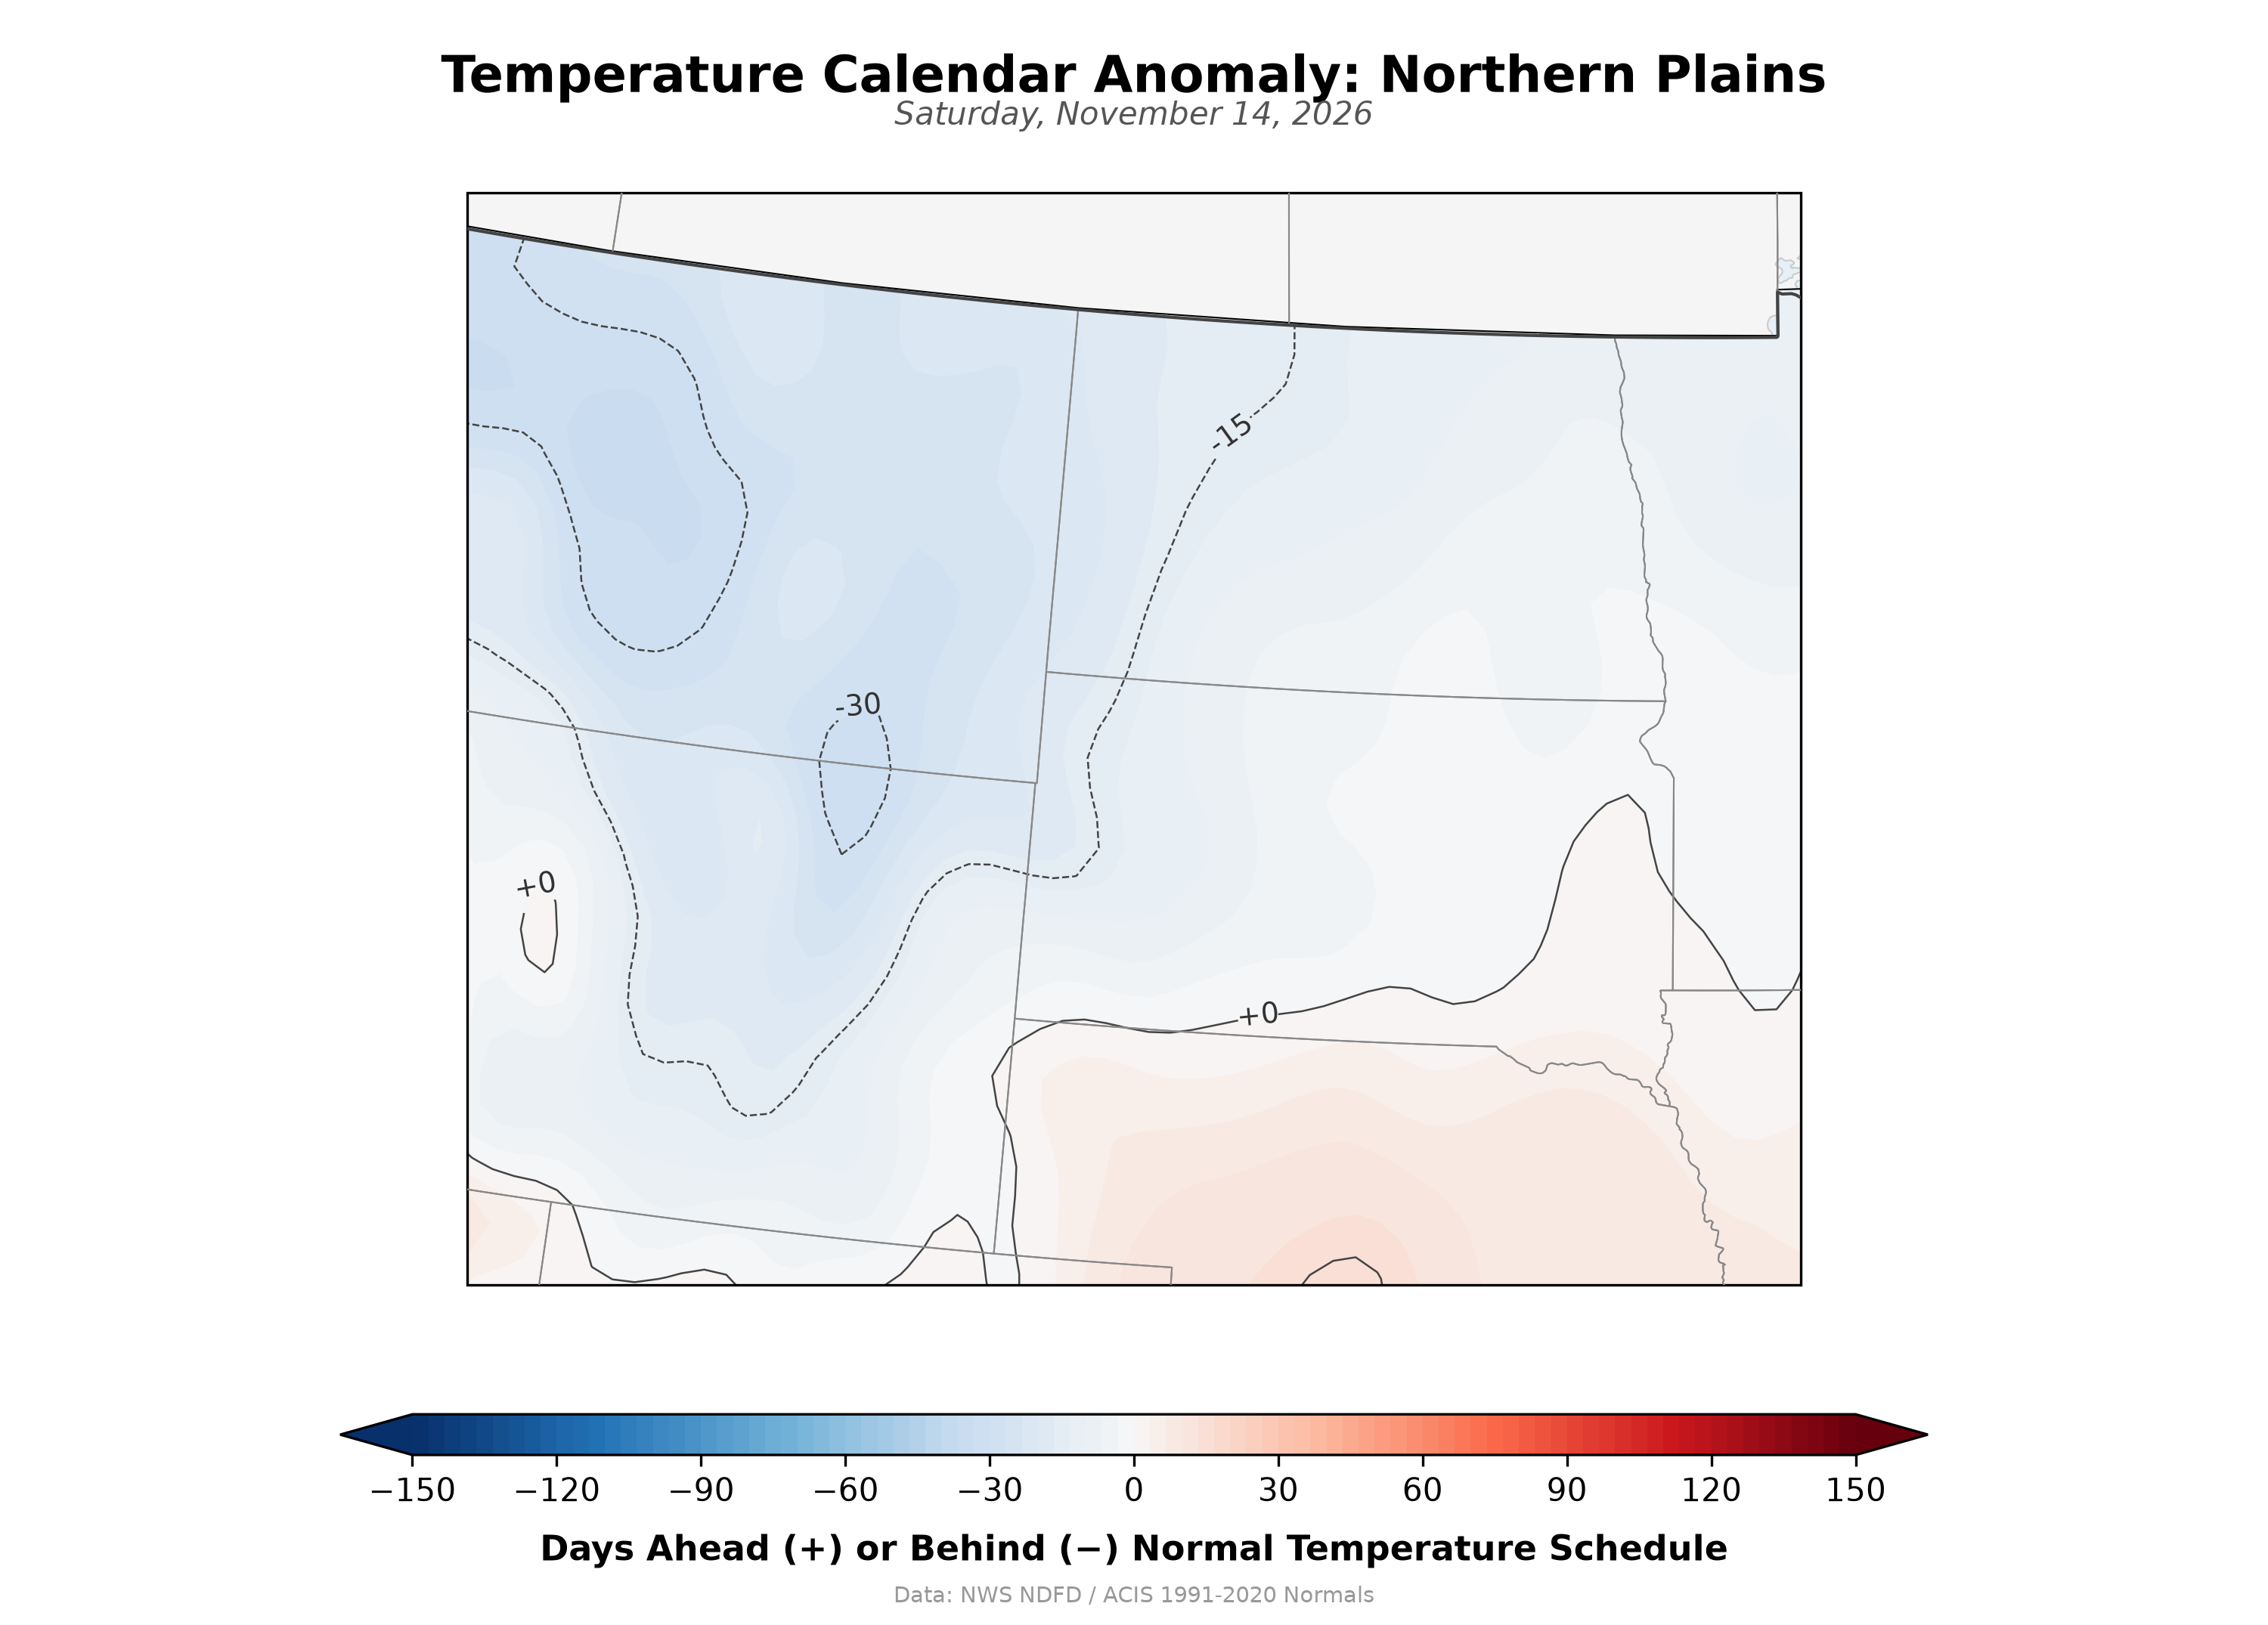 Temperature Calendar Anomaly: Northern Plains
Saturday, November 14, 2026
-15
-30
+0
+0
−150 −120 −90 −60 −30 0 30 60 90 120 150
Days Ahead (+) or Behind (−) Normal Temperature Schedule
Data: NWS NDFD / ACIS 1991-2020 Normals